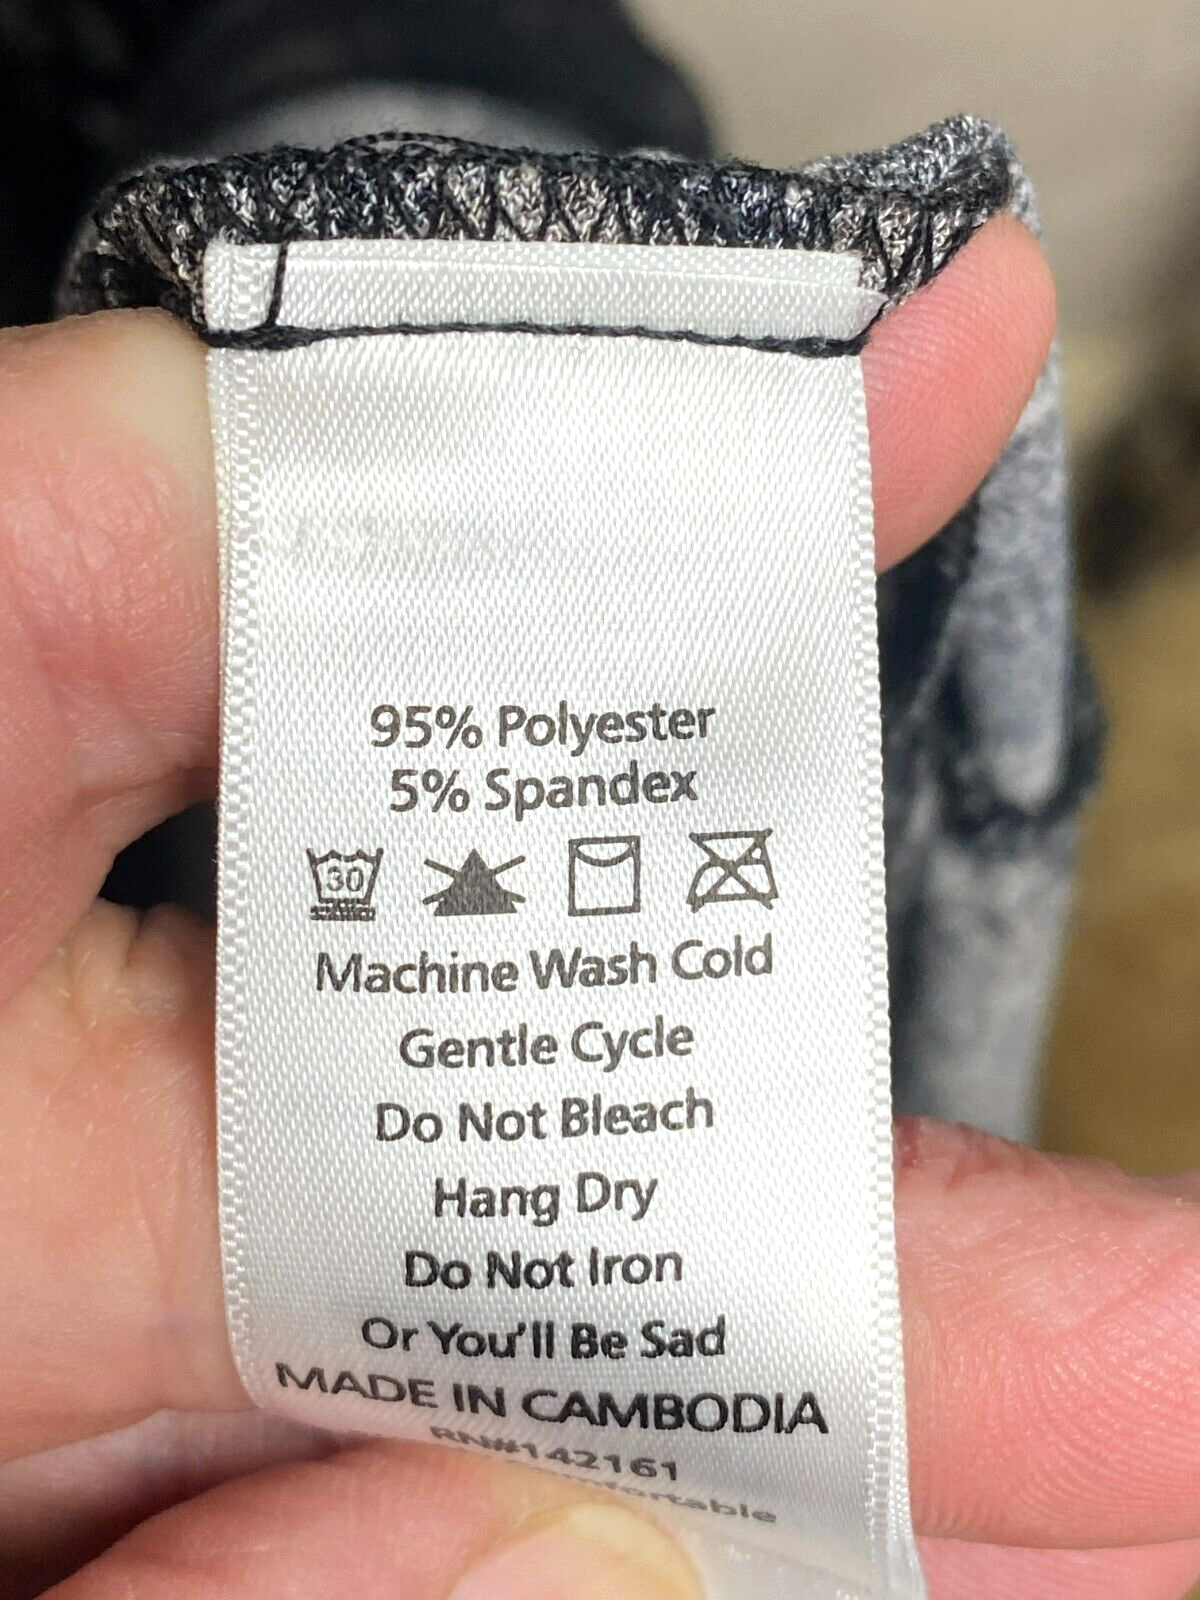 95% Polyester
5% Spandex
30
Machine Wash Cold
Gentle Cycle
Do Not Bleach
Hang Dry
Do Not Iron
Or You'll Be Sad
MADE IN CAMBODIA
RN#142161